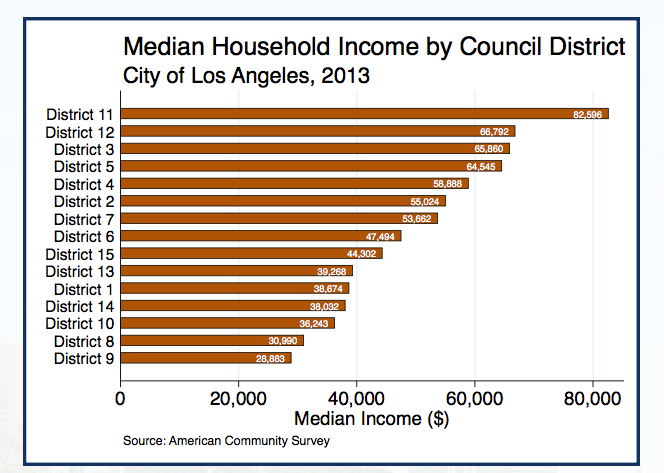 Median Household Income by Council District
City of Los Angeles, 2013
District 11 82,596
District 12 66,792
District 3 65,860
District 5 64,545
District 4 58,888
District 2 55,024
District 7 53,662
District 6 47,494
District 15 44,302
District 13 39,268
District 1 38,674
District 14 38,032
District 10 36,243
District 8 30,990
District 9 28,883
0 20,000 40,000 60,000 80,000
Median Income ($)
Source: American Community Survey